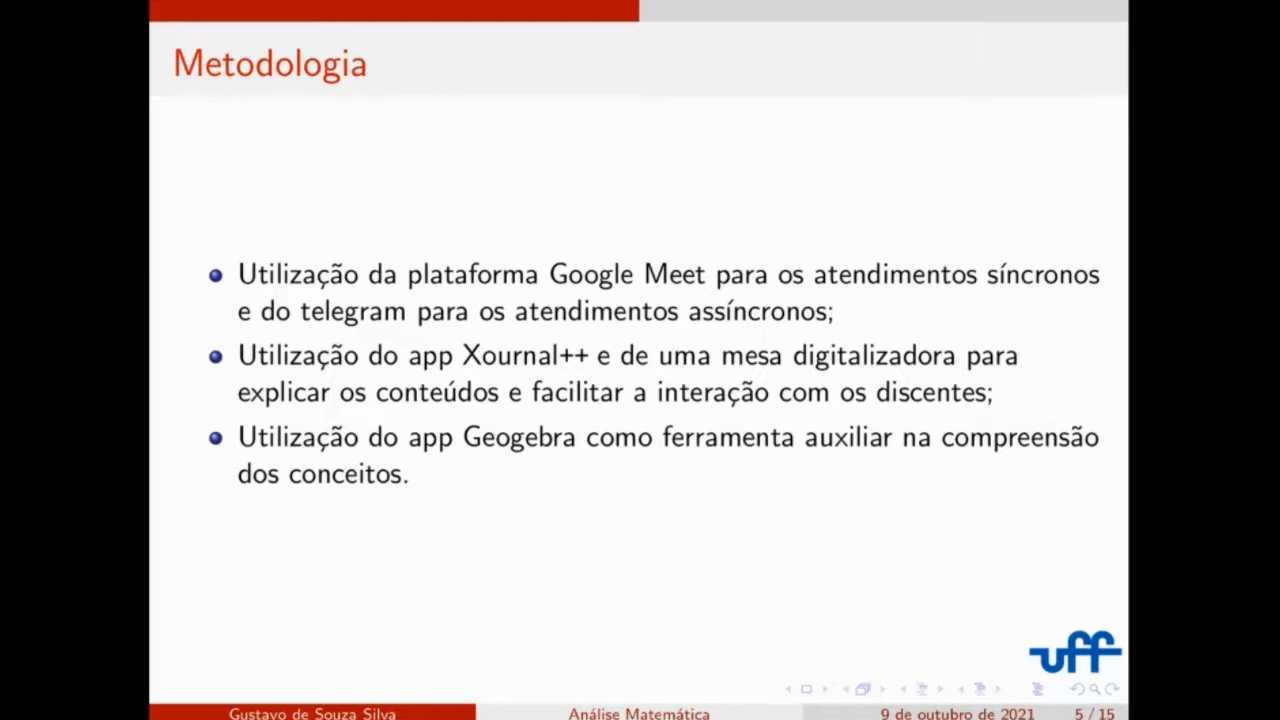 Metodologia
Utilização da plataforma Google Meet para os atendimentos síncronos
e do telegram para os atendimentos assíncronos;
Utilização do app Xournal++ e de uma mesa digitalizadora para
explicar os conteúdos e facilitar a interação com os discentes;
Utilização do app Geogebra como ferramenta auxiliar na compreensão
dos conceitos.
uff
Gustavo de Souza Silva Análise Matemática 9 de outubro de 2021 5 / 15